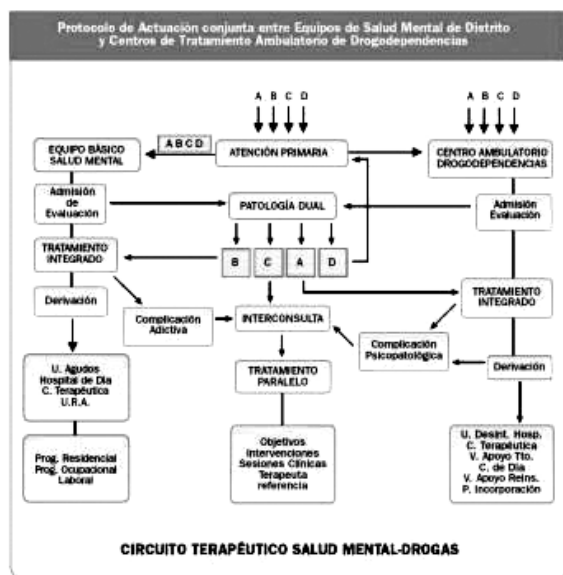 Protocolo de Actuación conjunta entre Equipos de Salud Mental de Distrito
y Centros de Tratamiento Ambulatorio de Drogodependencias
A B C D
A B C D
EQUIPO BÁSICO
SALUD MENTAL
A B C D
ATENCIÓN PRIMARIA
CENTRO AMBULATORIO
DROGODEPENDENCIAS
Admisión
de
Evaluación
PATOLOGÍA DUAL
Admisión
Evaluación
TRATAMIENTO
INTEGRADO
B C A D
TRATAMIENTO
INTEGRADO
Derivación
Complicación
Adictiva
INTERCONSULTA
Complicación
Psicopatológica
Derivación
U. Agudos
Hospital de Día
C. Terapéutica
U.R.A.
TRATAMIENTO
PARALELO
Prog. Residencial
Prog. Ocupacional
Laboral
Objetivos
Intervenciones
Sesiones Clínicas
Terapeuta
referencia
U. Desint. Hosp.
C. Terapéutica
V. Apoyo Tto.
C. de Día
V. Apoyo Reins.
P. Incorporación
CIRCUITO TERAPÉUTICO SALUD MENTAL-DROGAS